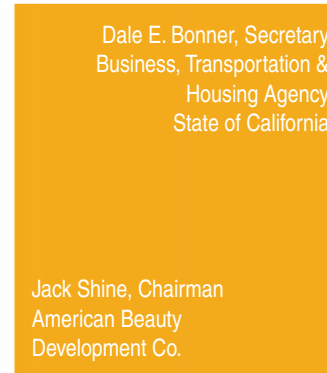 Dale E. Bonner, Secretary
Business, Transportation &
Housing Agency
State of California
Jack Shine, Chairman
American Beauty
Development Co.